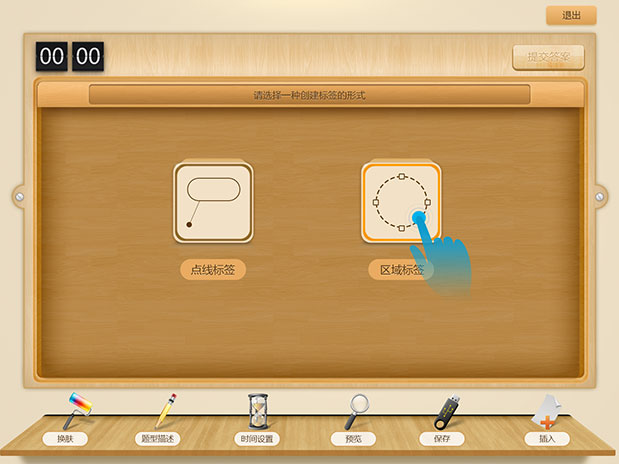 退出
00 00
提交答案
请选择一种创建标签的形式
点线标签
区域标签
换肤
题型描述
时间设置
预览
保存
插入